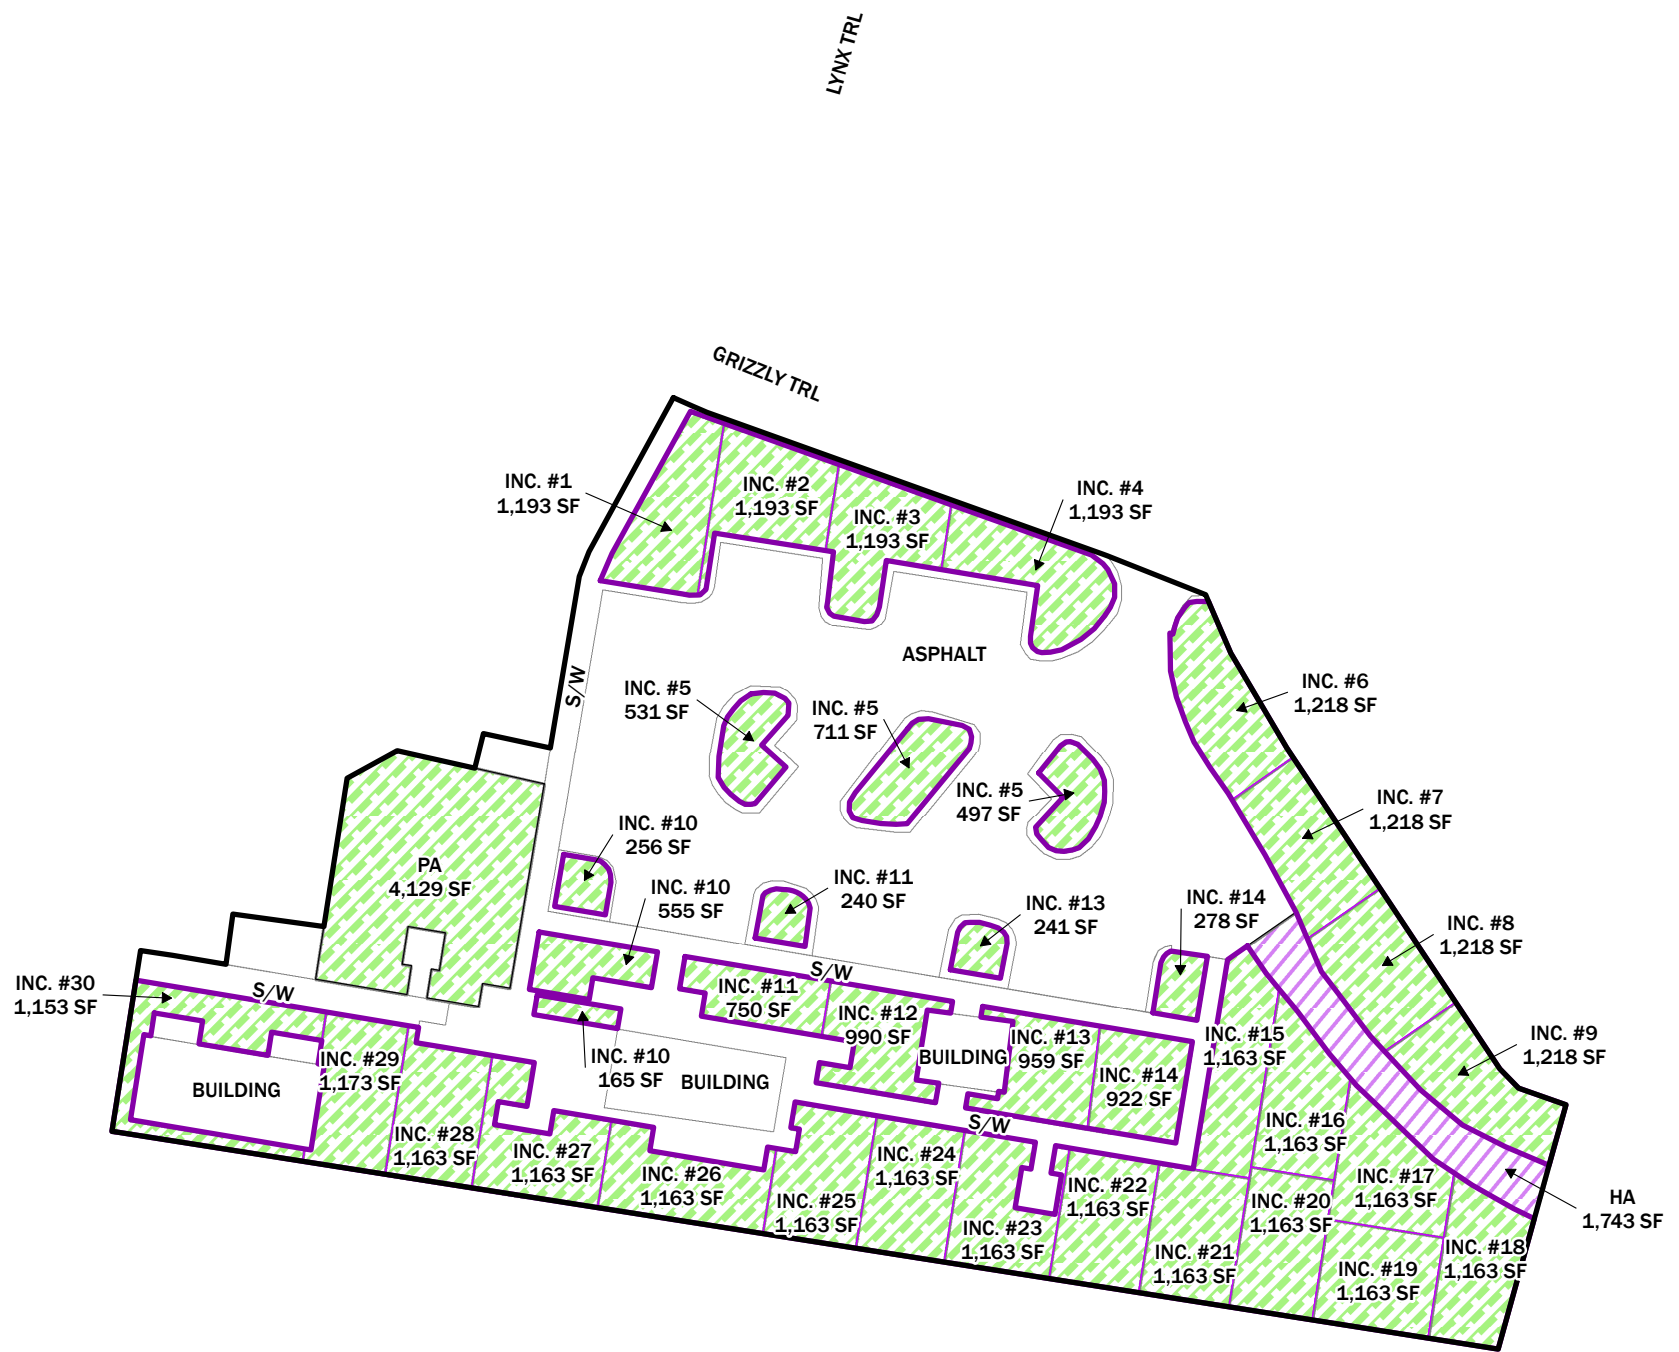 LYNX TRL
GRIZZLY TRL
INC. #1
1,193 SF
INC. #2
1,193 SF
INC. #3
1,193 SF
INC. #4
1,193 SF
ASPHALT
S/W
INC. #5
531 SF
INC. #5
711 SF
INC. #5
497 SF
INC. #6
1,218 SF
INC. #7
1,218 SF
INC. #8
1,218 SF
INC. #9
1,218 SF
PA
4,129 SF
INC. #10
256 SF
INC. #10
555 SF
INC. #11
240 SF
INC. #13
241 SF
INC. #14
278 SF
S/W
INC. #30
1,153 SF
S/W
INC. #11
750 SF
INC. #12
990 SF
BUILDING
INC. #13
959 SF
INC. #14
922 SF
INC. #15
1,163 SF
INC. #29
1,173 SF
BUILDING
INC. #10
165 SF
BUILDING
S/W
INC. #16
1,163 SF
INC. #28
1,163 SF
INC. #27
1,163 SF
INC. #26
1,163 SF
INC. #25
1,163 SF
INC. #24
1,163 SF
INC. #23
1,163 SF
INC. #22
1,163 SF
INC. #21
1,163 SF
INC. #20
1,163 SF
INC. #17
1,163 SF
INC. #19
1,163 SF
INC. #18
1,163 SF
HA
1,743 SF